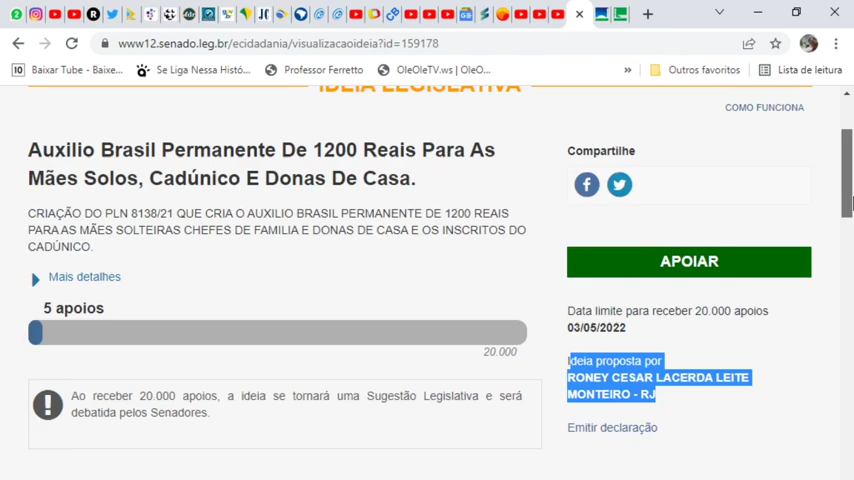 www12.senado.leg.br/ecidadania/visualizacaoideia?id=159178
Baixar Tube - Baixe...
Se Liga Nessa Histó...
Professor Ferretto
OleOleTV.ws | OleO...
»
Outros favoritos
Lista de leitura
IDEIA LEGISLATIVA
COMO FUNCIONA
Auxilio Brasil Permanente De 1200 Reais Para As
Mães Solos, Cadúnico E Donas De Casa.
CRIAÇÃO DO PLN 8138/21 QUE CRIA O AUXILIO BRASIL PERMANENTE DE 1200 REAIS
PARA AS MÃES SOLTEIRAS CHEFES DE FAMILIA E DONAS DE CASA E OS INSCRITOS DO
CADÚNICO.
Mais detalhes
5 apoios
20.000
Ao receber 20.000 apoios, a ideia se tornará uma Sugestão Legislativa e será
debatida pelos Senadores.
Compartilhe
APOIAR
Data limite para receber 20.000 apoios
03/05/2022
Ideia proposta por
RONEY CESAR LACERDA LEITE
MONTEIRO - RJ
Emitir declaração